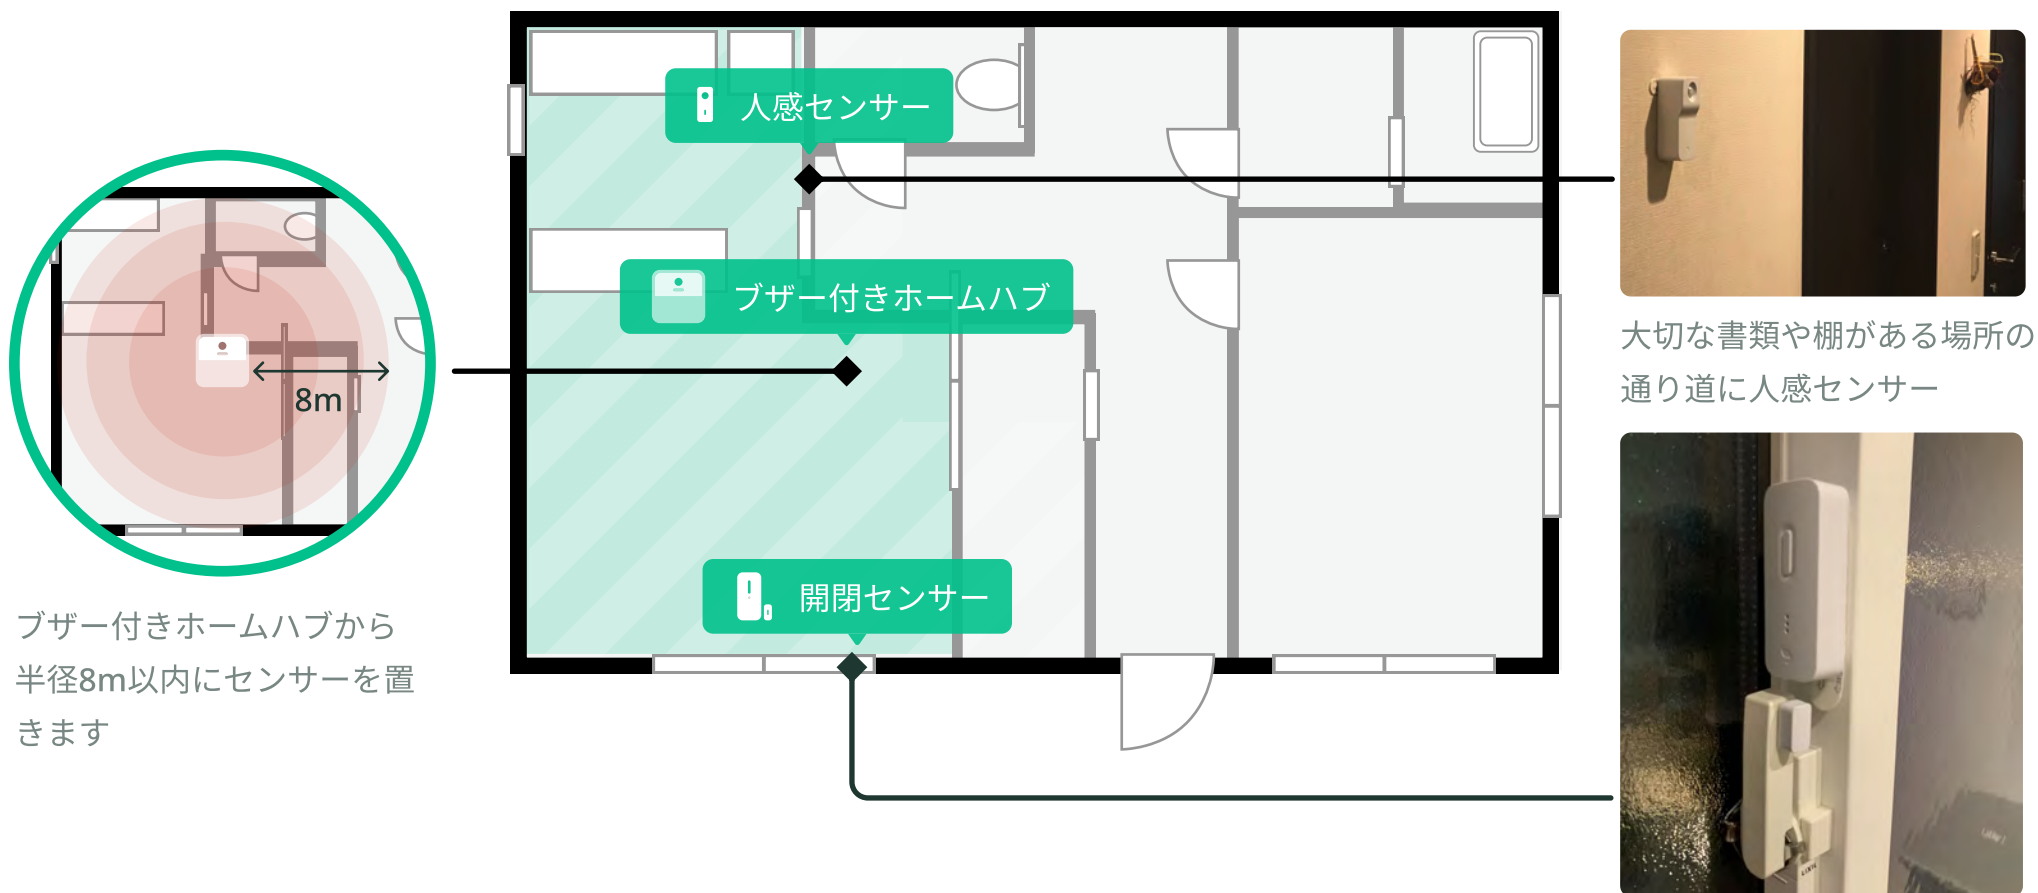 人感センサー
ブザー付きホームハブ
開閉センサー
8m
ブザー付きホームハブから
半径8m以内にセンサーを置
きます
大切な書類や棚がある場所の
通り道に人感センサー